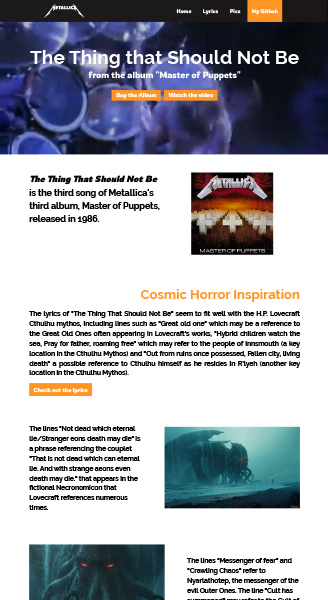 METALLICA
Home Lyrics Pics My Github
The Thing that Should Not Be
from the album "Master of Puppets"
Buy the Album Watch the video
The Thing That Should Not Be
is the third song of Metallica's
third album, Master of Puppets,
released in 1986.
METALLICA
MASTER OF PUPPETS
Cosmic Horror Inspiration
The lyrics of "The Thing That Should Not Be" seem to fit well with the H.P. Lovecraft
Cthulhu mythos, including lines such as "Great old one" which may be a reference to
the Great Old Ones often appearing in Lovecraft's works, "Hybrid children watch the
sea, Pray for father, roaming free" which may refer to the people of Innsmouth (a key
location in the Cthulhu Mythos) and "Out from ruins once possessed, Fallen city, living
death" a possible reference to Cthulhu himself as he resides in R'lyeh (another key
location in the Cthulhu Mythos).
Check out the lyrics
The lines "Not dead which eternal
lie/Stranger eons death may die" is
a phrase referencing the couplet
"That is not dead which can eternal
lie. And with strange aeons even
death may die." that appears in the
fictional Necronomicon that
Lovecraft references numerous
times.
The lines "Messenger of fear" and
"Crawling Chaos" refer to
Nyarlathotep, the messenger of the
evil Outer Ones. The line "Cult has